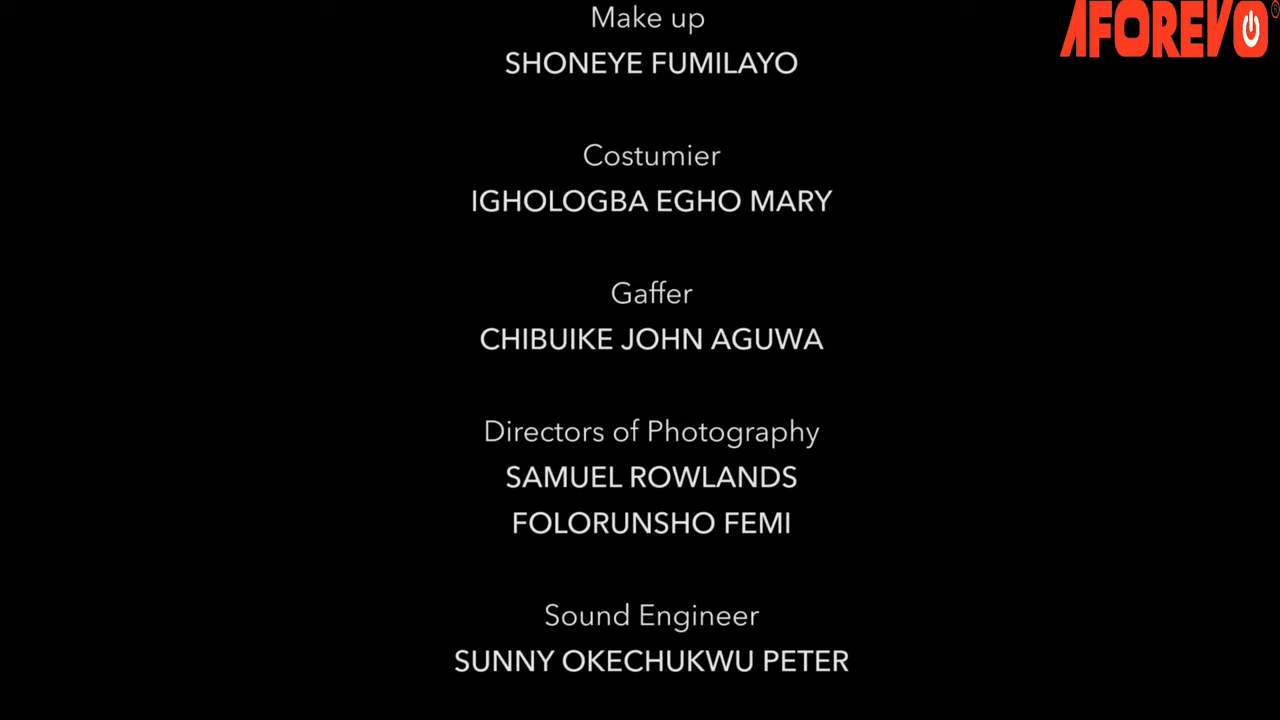 Make up
AFOREVO
SHONEYE FUMILAYO
Costumier
IGHOLOGBA EGHO MARY
Gaffer
CHIBUIKE JOHN AGUWA
Directors of Photography
SAMUEL ROWLANDS
FOLORUNSHO FEMI
Sound Engineer
SUNNY OKECHUKWU PETER